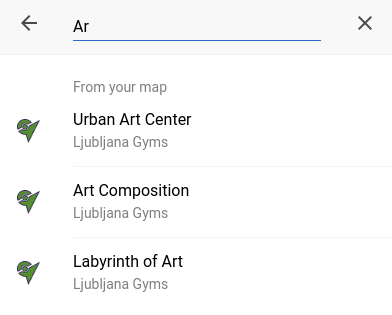 Ar
From your map
Urban Art Center
Ljubljana Gyms
Art Composition
Ljubljana Gyms
Labyrinth of Art
Ljubljana Gyms